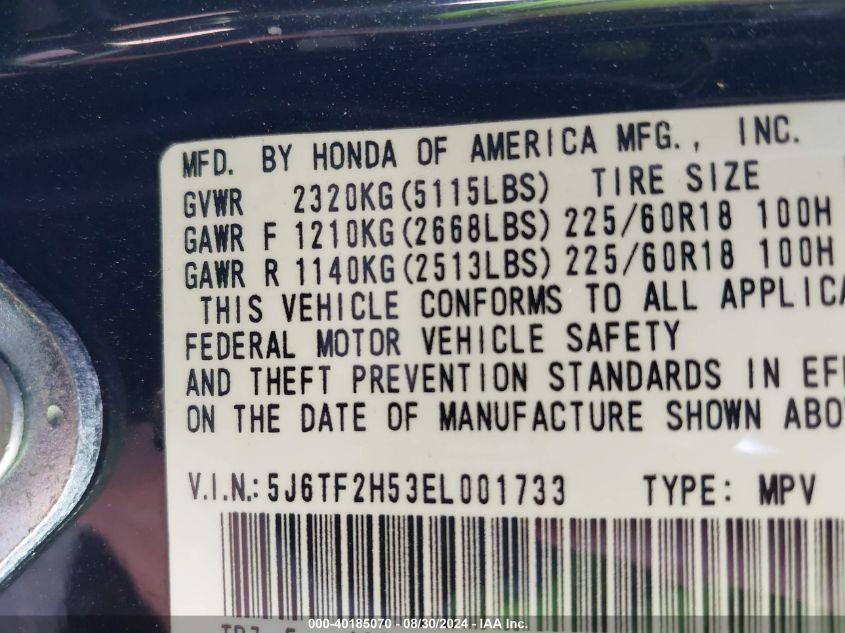 MFD. BY HONDA OF AMERICA MFG., INC.
GVWR 2320KG(5115LBS) TIRE SIZE
GAWR F 1210KG(2668LBS) 225/60R18 100H
GAWR R 1140KG(2513LBS) 225/60R18 100H
THIS VEHICLE CONFORMS TO ALL APPLICA
FEDERAL MOTOR VEHICLE SAFETY
AND THEFT PREVENTION STANDARDS IN EFF
ON THE DATE OF MANUFACTURE SHOWN ABO
V.I.N.: 5J6TF2H53EL001733 TYPE: MPV
000-40185070 - 08/30/2024 - IAA Inc.